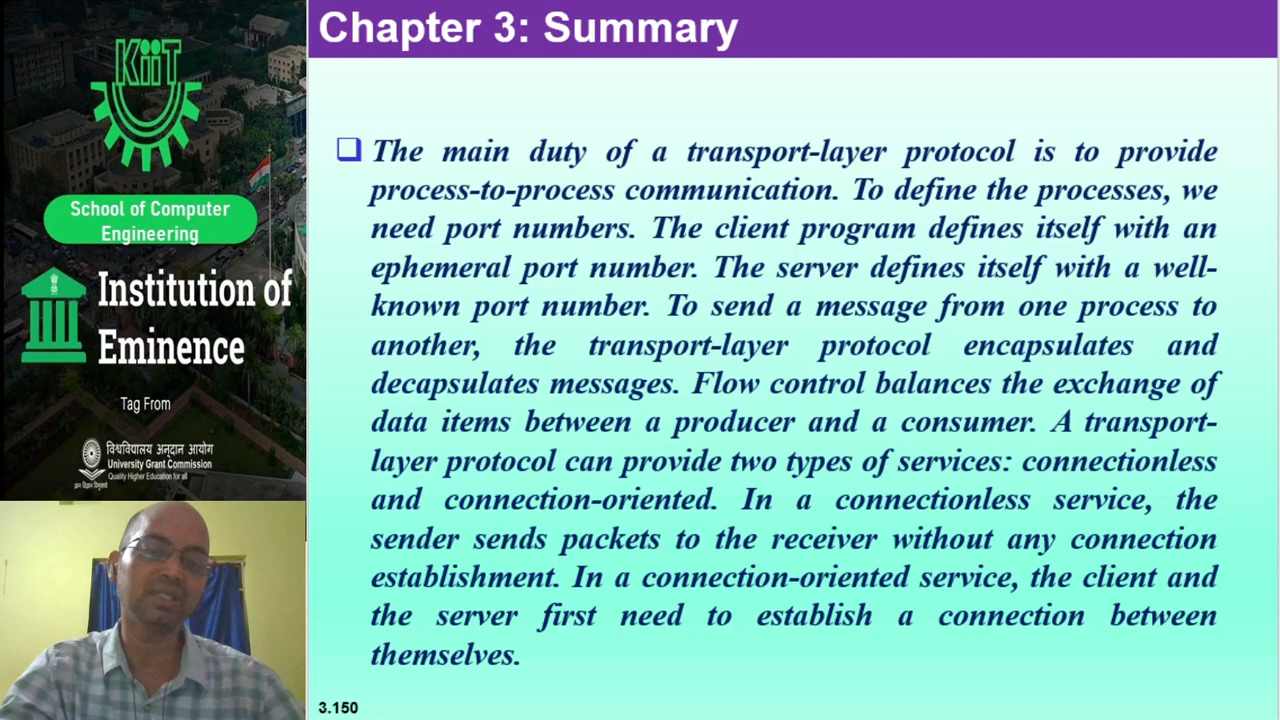 Chapter 3: Summary
KiiT
School of Computer
Engineering
Institution of
Eminence
Tag From
विश्वविद्यालय अनुदान आयोग
University Grant Commission
Quality Higher Education for all
ज्ञान विज्ञान विमुक्तये
❑ The main duty of a transport-layer protocol is to provide
process-to-process communication. To define the processes, we
need port numbers. The client program defines itself with an
ephemeral port number. The server defines itself with a well-
known port number. To send a message from one process to
another, the transport-layer protocol encapsulates and
decapsulates messages. Flow control balances the exchange of
data items between a producer and a consumer. A transport-
layer protocol can provide two types of services: connectionless
and connection-oriented. In a connectionless service, the
sender sends packets to the receiver without any connection
establishment. In a connection-oriented service, the client and
the server first need to establish a connection between
themselves.
3.150